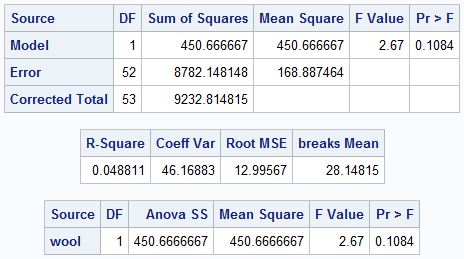 Source DF Sum of Squares Mean Square F Value Pr > F
Model 1 450.666667 450.666667 2.67 0.1084
Error 52 8782.148148 168.887464
Corrected Total 53 9232.814815
R-Square Coeff Var Root MSE breaks Mean
0.048811 46.16883 12.99567 28.14815
Source DF Anova SS Mean Square F Value Pr > F
wool 1 450.6666667 450.6666667 2.67 0.1084